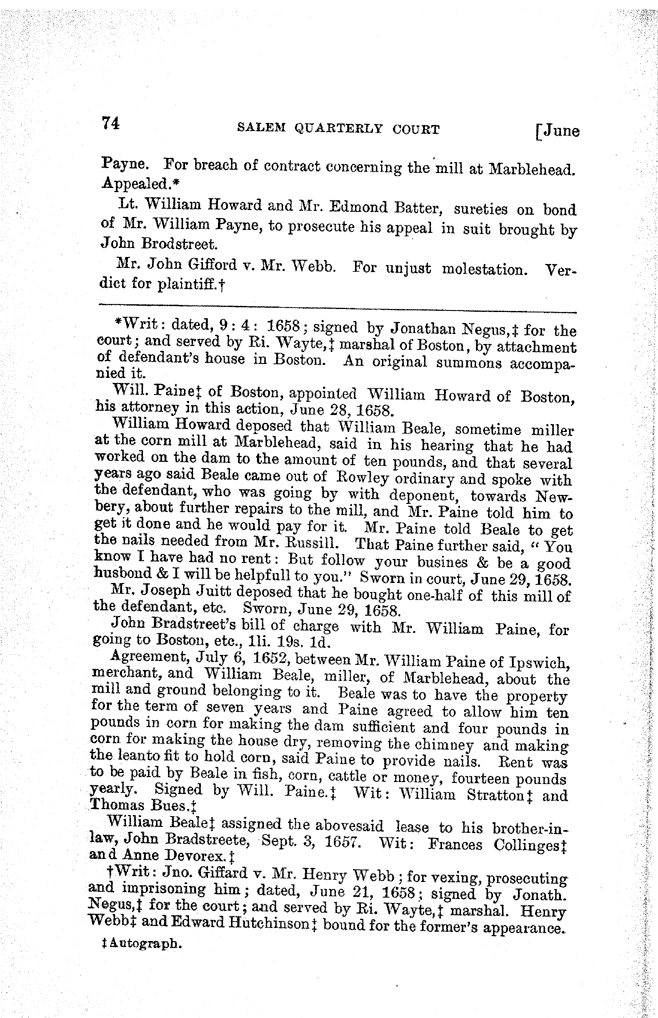 74 SALEM QUARTERLY COURT [June
Payne. For breach of contract concerning the mill at Marblehead.
Appealed.*
Lt. William Howard and Mr. Edmond Batter, sureties on bond
of Mr. William Payne, to prosecute his appeal in suit brought by
John Brodstreet.
Mr. John Gifford v. Mr. Webb. For unjust molestation. Ver-
dict for plaintiff.†
*Writ: dated, 9 : 4 : 1658; signed by Jonathan Negus,‡ for the
court; and served by Ri. Wayte,‡ marshal of Boston, by attachment
of defendant's house in Boston. An original summons accompa-
nied it.
Will. Paine‡ of Boston, appointed William Howard of Boston,
his attorney in this action, June 28, 1658.
William Howard deposed that William Beale, sometime miller
at the corn mill at Marblehead, said in his hearing that he had
worked on the dam to the amount of ten pounds, and that several
years ago said Beale came out of Rowley ordinary and spoke with
the defendant, who was going by with deponent, towards New-
bery, about further repairs to the mill, and Mr. Paine told him to
get it done and he would pay for it. Mr. Paine told Beale to get
the nails needed from Mr. Russill. That Paine further said, “ You
know I have had no rent: But follow your busines & be a good
husbond & I will be helpfull to you.” Sworn in court, June 29, 1658.
Mr. Joseph Juitt deposed that he bought one-half of this mill of
the defendant, etc. Sworn, June 29, 1658.
John Bradstreet's bill of charge with Mr. William Paine, for
going to Boston, etc., 1li. 19s. 1d.
Agreement, July 6, 1652, between Mr. William Paine of Ipswich,
merchant, and William Beale, miller, of Marblehead, about the
mill and ground belonging to it. Beale was to have the property
for the term of seven years and Paine agreed to allow him ten
pounds in corn for making the dam sufficient and four pounds in
corn for making the house dry, removing the chimney and making
the leanto fit to hold corn, said Paine to provide nails. Rent was
to be paid by Beale in fish, corn, cattle or money, fourteen pounds
yearly. Signed by Will. Paine.‡ Wit: William Stratton‡ and
Thomas Bues.‡
William Beale‡ assigned the abovesaid lease to his brother-in-
law, John Bradstreete, Sept. 3, 1657. Wit: Frances Collinges‡
and Anne Devorex.‡
†Writ: Jno. Giffard v. Mr. Henry Webb; for vexing, prosecuting
and imprisoning him; dated, June 21, 1658; signed by Jonath.
Negus,‡ for the court; and served by Ri. Wayte,‡ marshal. Henry
Webb‡ and Edward Hutchinson‡ bound for the former's appearance.
‡Autograph.